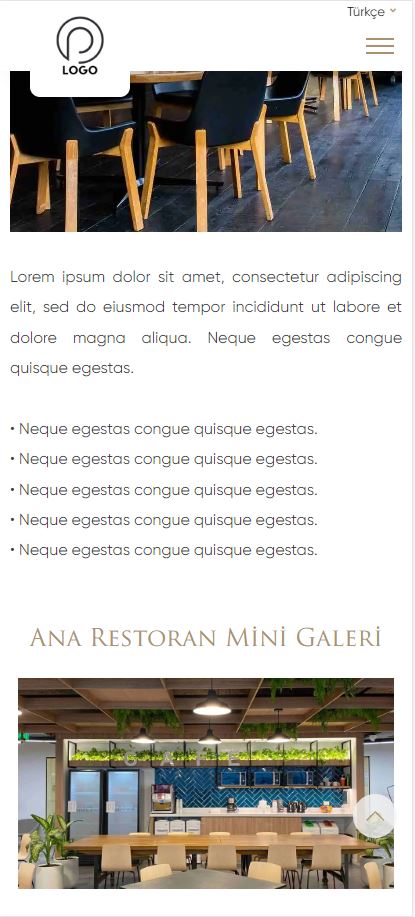 Türkçe
LOGO
Lorem ipsum dolor sit amet, consectetur adipiscing
elit, sed do eiusmod tempor incididunt ut labore et
dolore magna aliqua. Neque egestas congue
quisque egestas.
• Neque egestas congue quisque egestas.
• Neque egestas congue quisque egestas.
• Neque egestas congue quisque egestas.
• Neque egestas congue quisque egestas.
• Neque egestas congue quisque egestas.
Ana Restoran Mİnİ Galerİ